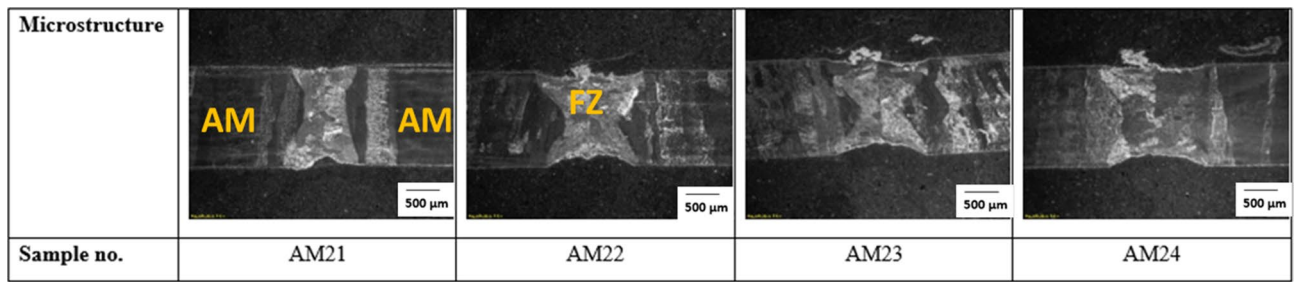 Microstructure
AM
AM
FZ
500 μm
500 μm
500 μm
500 μm
Sample no.
AM21
AM22
AM23
AM24